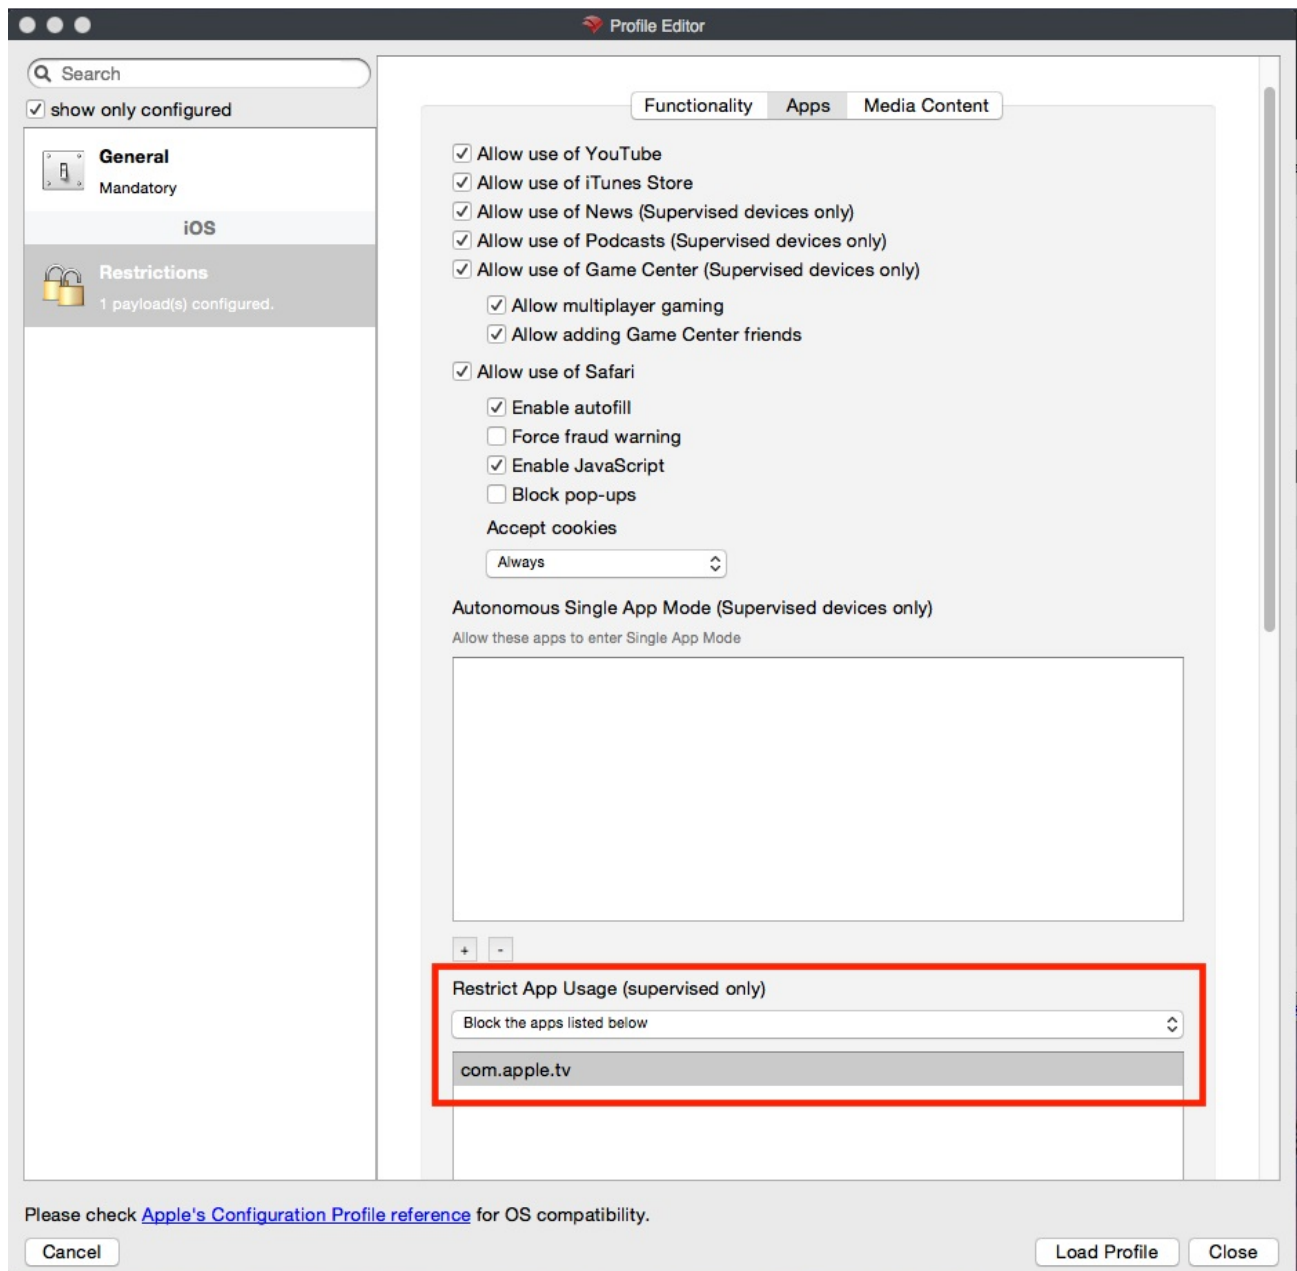 Profile Editor
Search
show only configured
General
Mandatory
iOS
Restrictions
1 payload(s) configured.
Functionality Apps Media Content
Allow use of YouTube
Allow use of iTunes Store
Allow use of News (Supervised devices only)
Allow use of Podcasts (Supervised devices only)
Allow use of Game Center (Supervised devices only)
Allow multiplayer gaming
Allow adding Game Center friends
Allow use of Safari
Enable autofill
Force fraud warning
Enable JavaScript
Block pop-ups
Accept cookies
Always
Autonomous Single App Mode (Supervised devices only)
Allow these apps to enter Single App Mode
+ -
Restrict App Usage (supervised only)
Block the apps listed below
com.apple.tv
Please check Apple's Configuration Profile reference for OS compatibility.
Cancel Load Profile Close